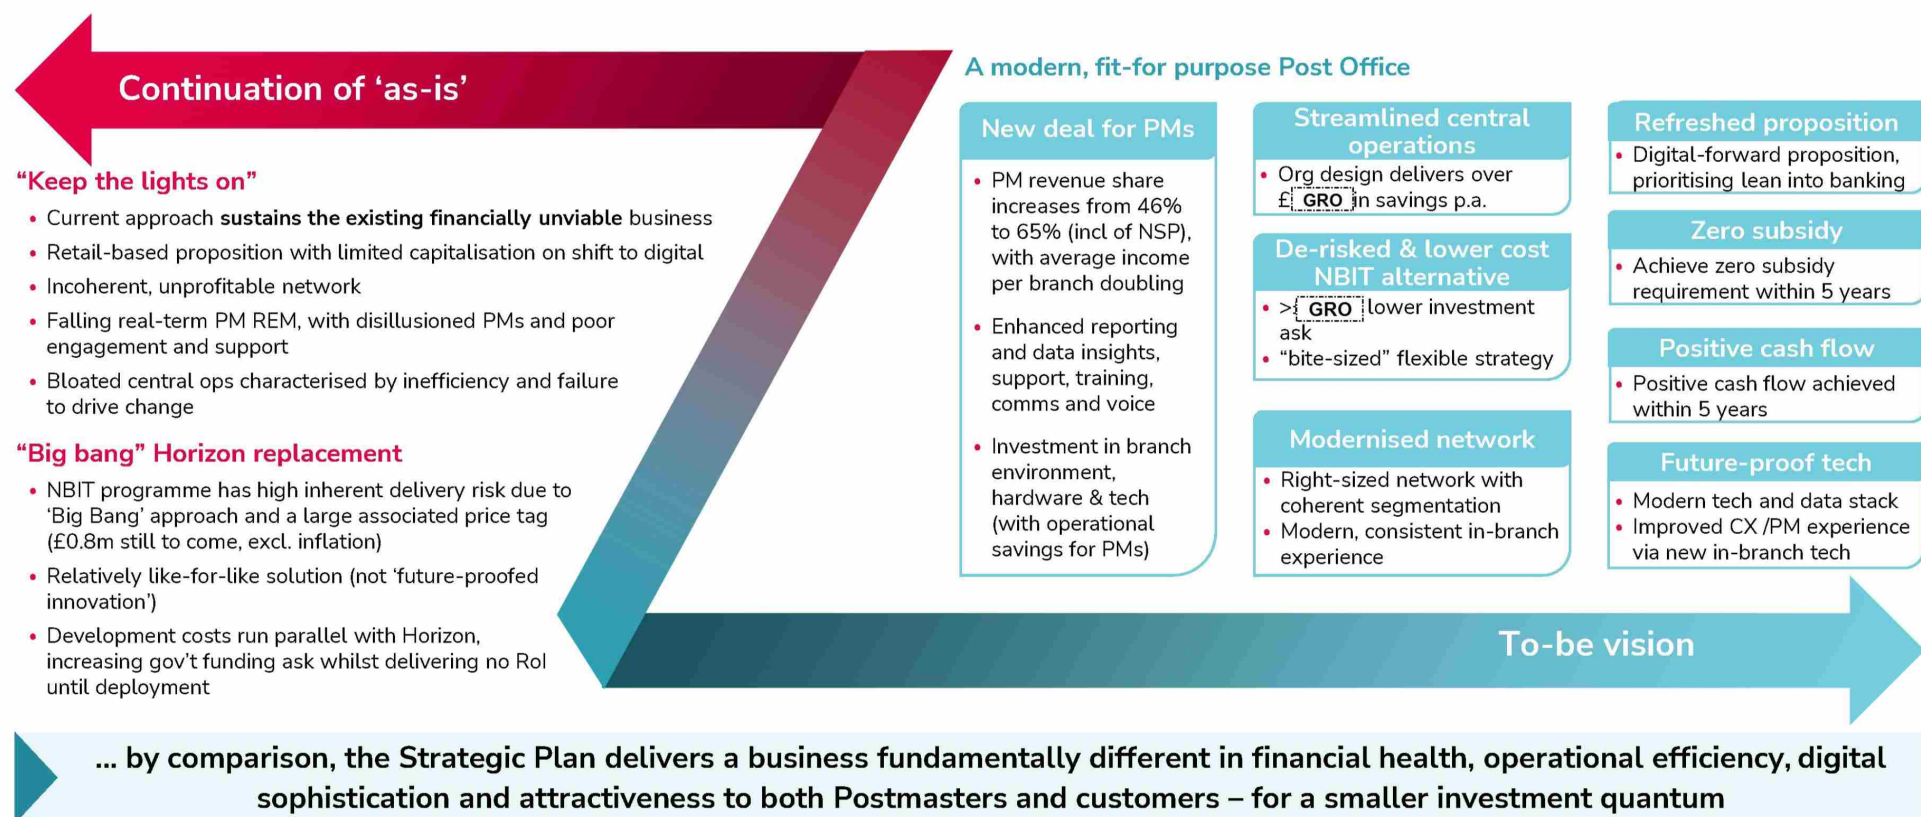 Continuation of ‘as-is’
“Keep the lights on”
• Current approach sustains the existing financially unviable business
• Retail-based proposition with limited capitalisation on shift to digital
• Incoherent, unprofitable network
• Falling real-term PM REM, with disillusioned PMs and poor
engagement and support
• Bloated central ops characterised by inefficiency and failure
to drive change
“Big bang” Horizon replacement
• NBIT programme has high inherent delivery risk due to
‘Big Bang’ approach and a large associated price tag
(£0.8m still to come, excl. inflation)
• Relatively like-for-like solution (not ‘future-proofed
innovation’)
• Development costs run parallel with Horizon,
increasing gov’t funding ask whilst delivering no RoI
until deployment
A modern, fit-for purpose Post Office
New deal for PMs
• PM revenue share
increases from 46%
to 65% (incl of NSP),
with average income
per branch doubling
• Enhanced reporting
and data insights,
support, training,
comms and voice
• Investment in branch
environment,
hardware & tech
(with operational
savings for PMs)
Streamlined central
operations
• Org design delivers over
£ GRO in savings p.a.
De-risked & lower cost
NBIT alternative
• > GRO lower investment
ask
• “bite-sized” flexible strategy
Modernised network
• Right-sized network with
coherent segmentation
• Modern, consistent in-branch
experience
Refreshed proposition
• Digital-forward proposition,
prioritising lean into banking
Zero subsidy
• Achieve zero subsidy
requirement within 5 years
Positive cash flow
• Positive cash flow achieved
within 5 years
Future-proof tech
• Modern tech and data stack
• Improved CX /PM experience
via new in-branch tech
To-be vision
... by comparison, the Strategic Plan delivers a business fundamentally different in financial health, operational efficiency, digital
sophistication and attractiveness to both Postmasters and customers – for a smaller investment quantum